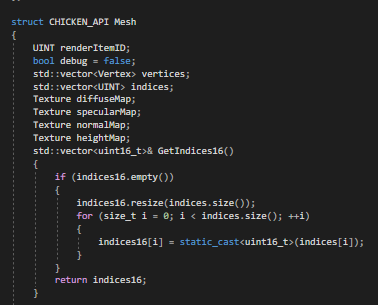 struct CHICKEN_API Mesh
{
UINT renderItemID;
bool debug = false;
std::vector<Vertex> vertices;
std::vector<UINT> indices;
Texture diffuseMap;
Texture specularMap;
Texture normalMap;
Texture heightMap;
std::vector<uint16_t>& GetIndices16()
{
if (indices16.empty())
{
indices16.resize(indices.size());
for (size_t i = 0; i < indices.size(); ++i)
{
indices16[i] = static_cast<uint16_t>(indices[i]);
}
}
return indices16;
}